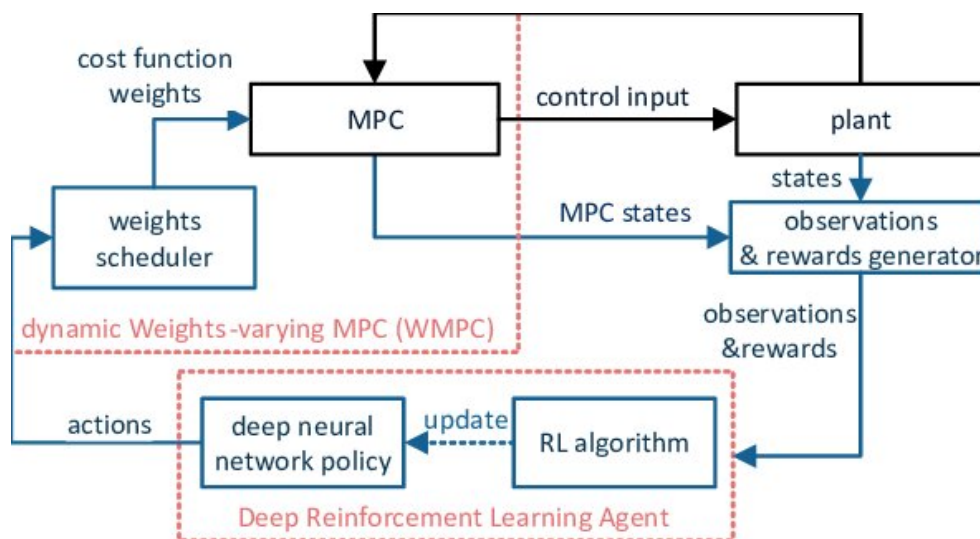 cost function
weights
MPC
control input
plant
states
weights
scheduler
MPC states
observations
& rewards generator
dynamic Weights-varying MPC (WMPC)
observations
&rewards
actions
deep neural
network policy
update
RL algorithm
Deep Reinforcement Learning Agent